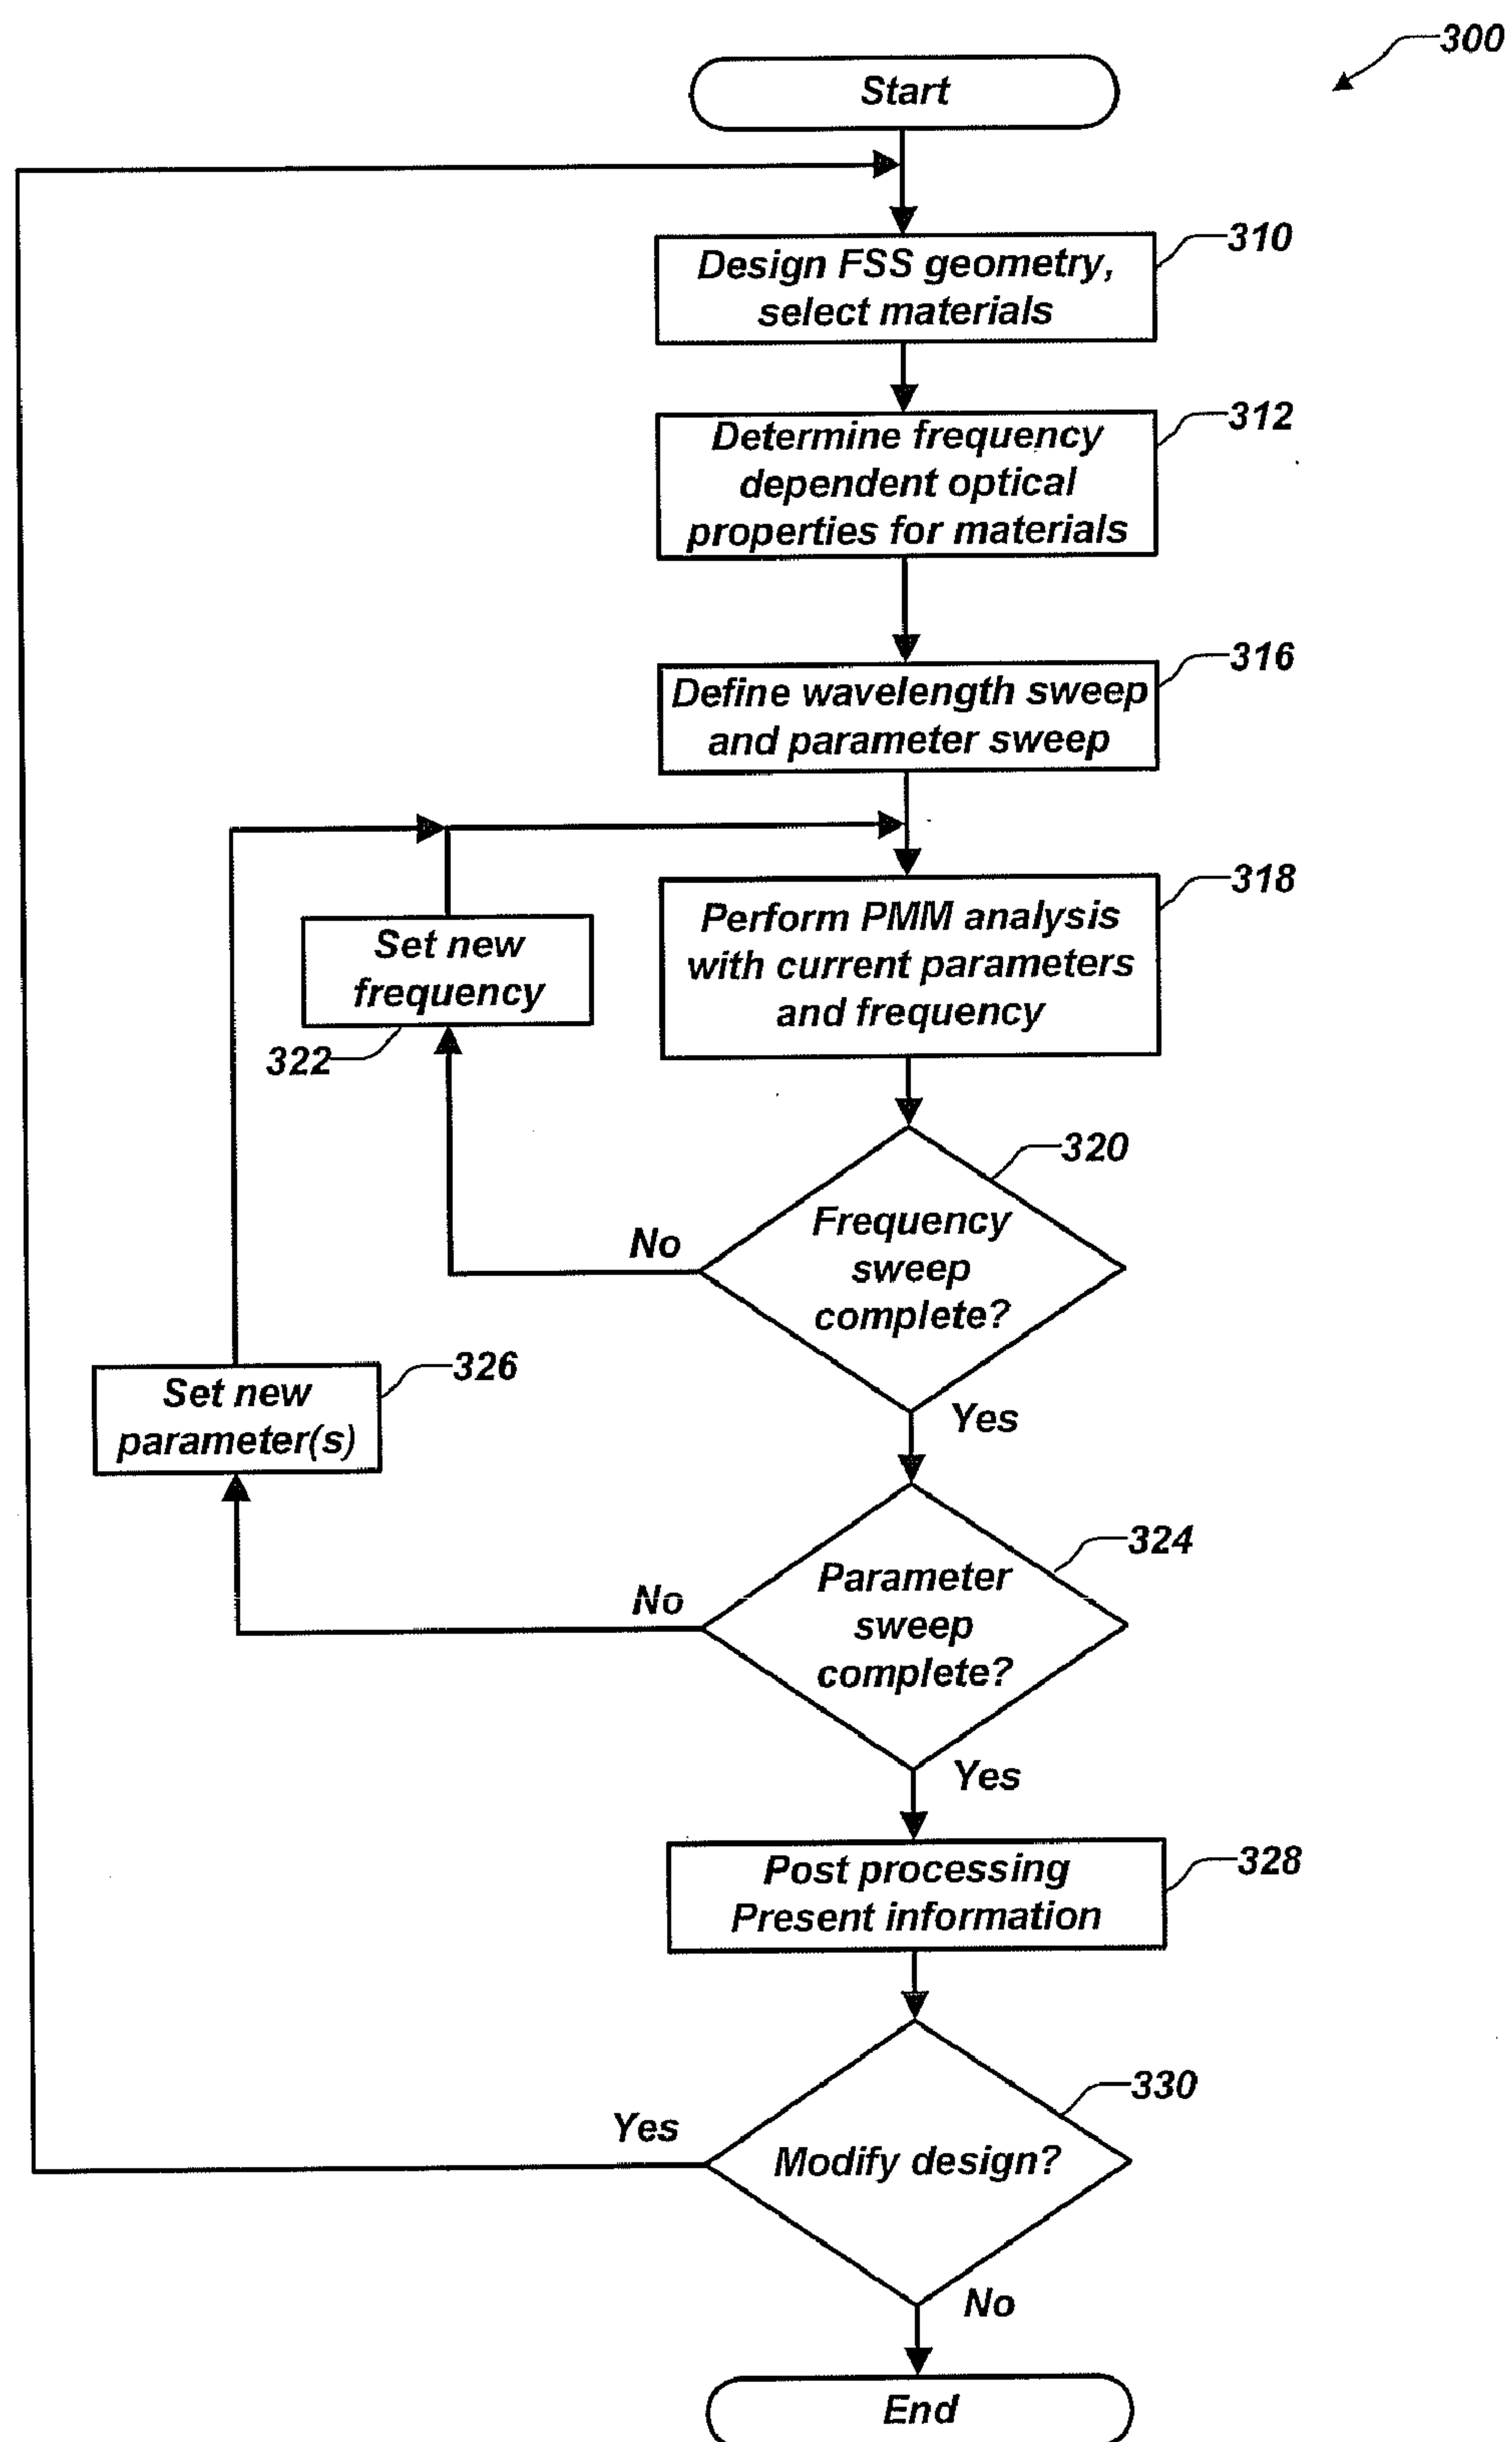 300
Start
Design FSS geometry,
select materials
310
Determine frequency
dependent optical
properties for materials
312
Define wavelength sweep
and parameter sweep
316
Perform PMM analysis
with current parameters
and frequency
318
Set new
frequency
322
Frequency
sweep
complete?
320
No
Yes
Set new
parameter(s)
326
Parameter
sweep
complete?
324
No
Yes
Post processing
Present information
328
Modify design?
330
Yes
No
End